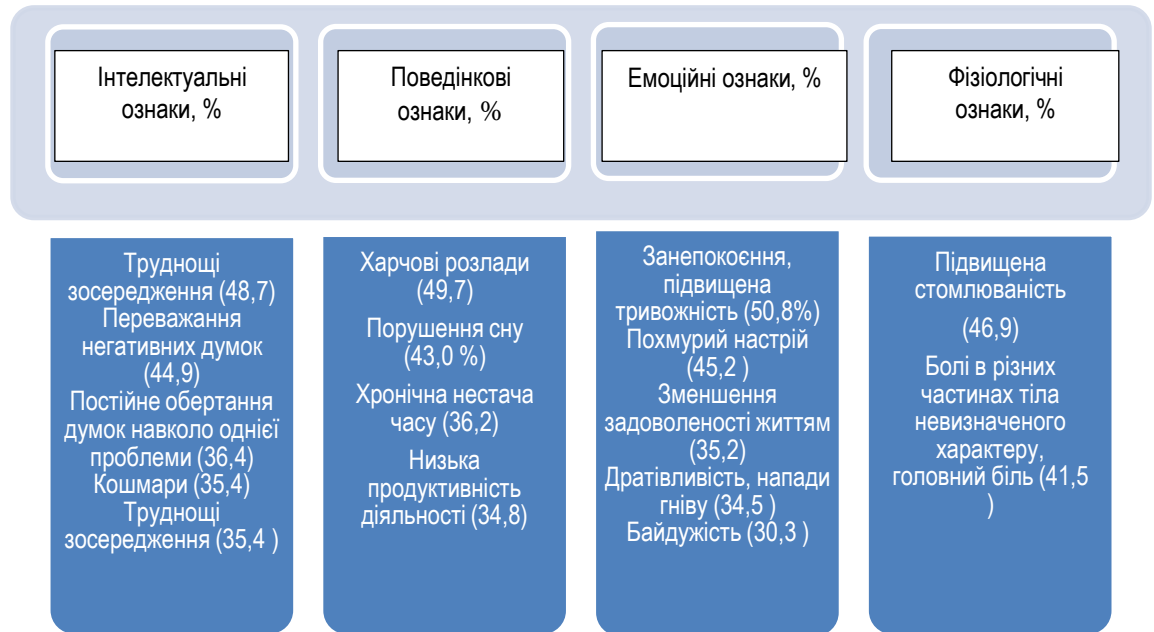 Інтелектуальні
ознаки, %
Поведінкові
ознаки, %
Емоційні ознаки, %
Фізіологічні
ознаки, %
Труднощі
зосередження (48,7)
Переважання
негативних думок
(44,9)
Постійне обертання
думок навколо однієї
проблеми (36,4)
Кошмари (35,4)
Труднощі
зосередження (35,4 )
Харчові розлади
(49,7)
Порушення сну
(43,0 %)
Хронічна нестача
часу (36,2)
Низька
продуктивність
діяльності (34,8)
Занепокоєння,
підвищена
тривожність (50,8%)
Похмурий настрій
(45,2 )
Зменшення
задоволеності життям
(35,2)
Дратівливість, напади
гніву (34,5 )
Байдужість (30,3 )
Підвищена
стомлюваність
(46,9)
Болі в різних
частинах тіла
невизначеного
характеру,
головний біль (41,5
)